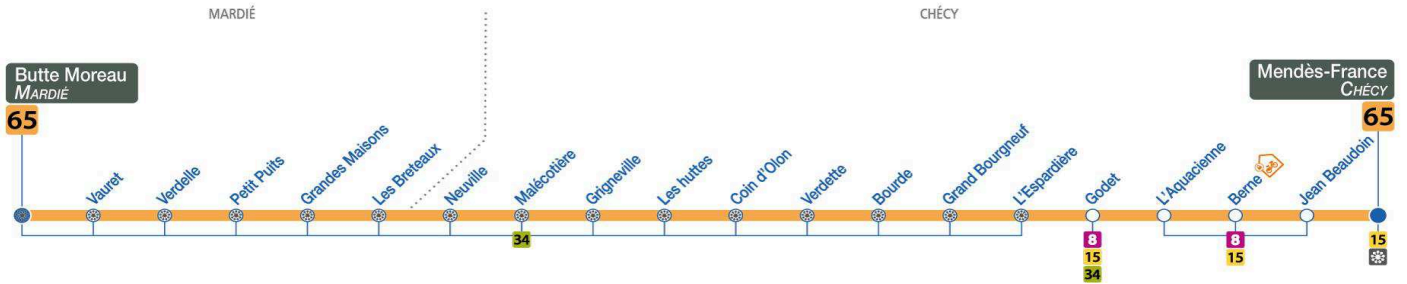 MARDIÉ
CHÉCY
Butte Moreau
MARDIÉ
65
Mendès-France
CHÉCY
65
Vauret
Verdelle
Petit Puits
Grandes Maisons
Les Breteaux
Neuville
Malécotière
Grigneville
Les huttes
Coin d'Olon
Verdette
Bourde
Grand Bourgneuf
L'Espardière
Godet
L'Aquacienne
Berne
Jean Beaudoin
34
8
15
34
8
15
15